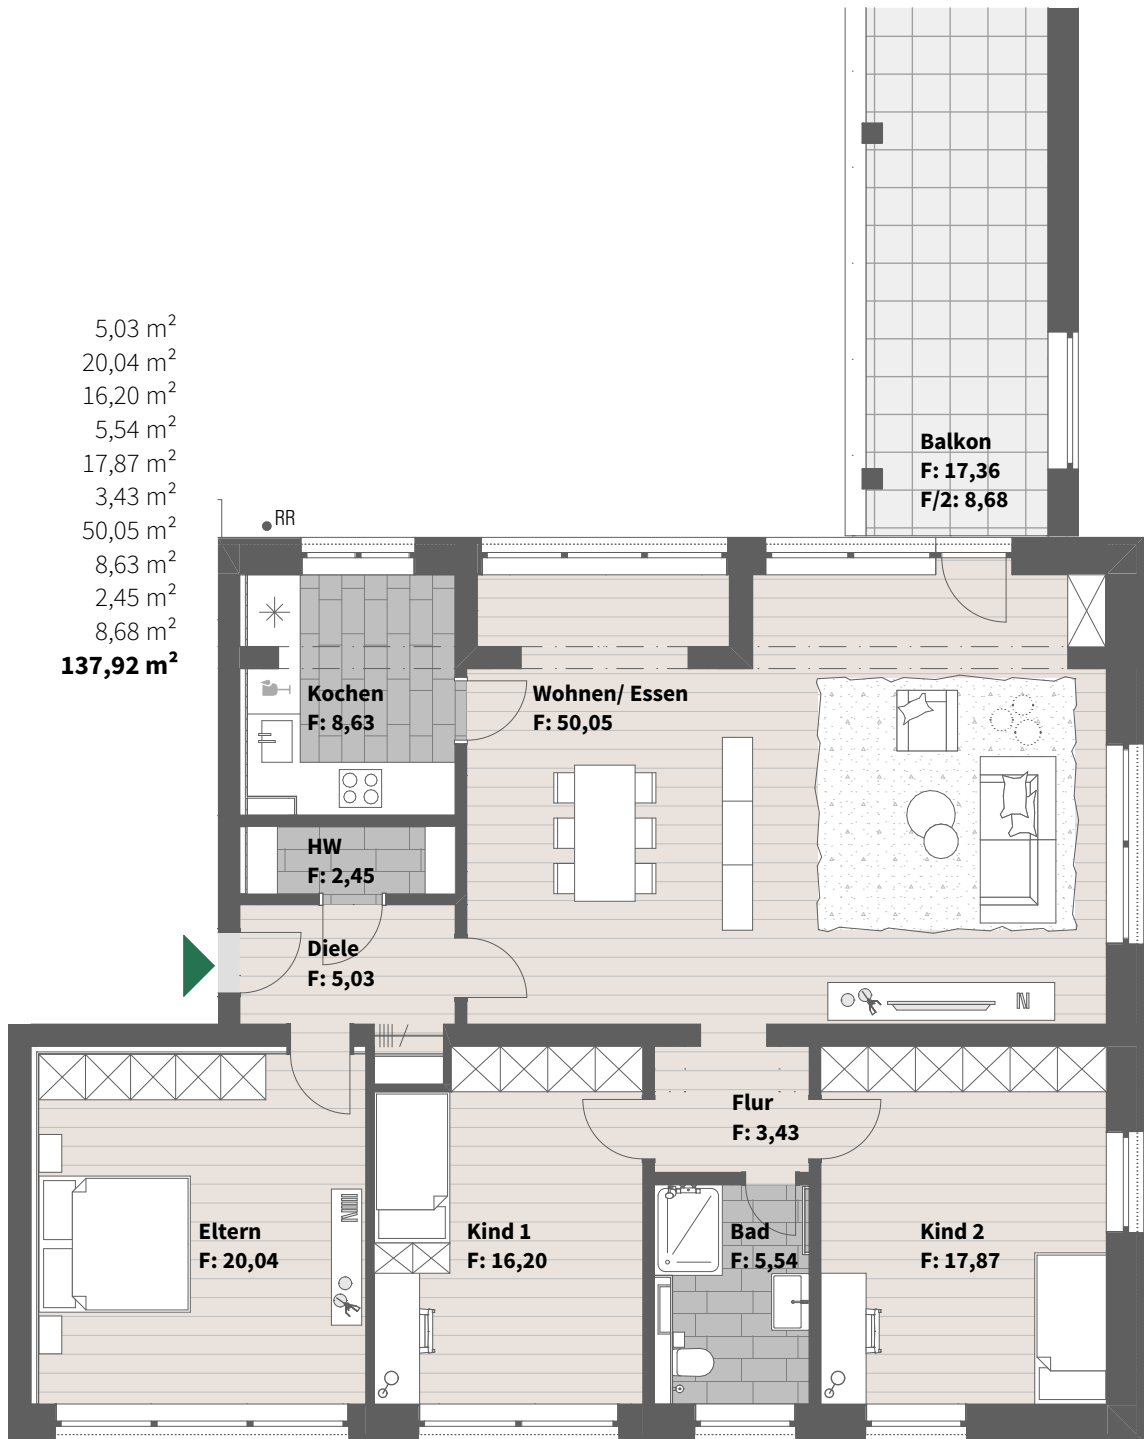 5,03 m²
20,04 m²
16,20 m²
5,54 m²
17,87 m²
3,43 m²
50,05 m²
8,63 m²
2,45 m²
8,68 m²
137,92 m²
Balkon
F: 17,36
F/2: 8,68
RR
Kochen
F: 8,63
Wohnen/ Essen
F: 50,05
HW
F: 2,45
Diele
F: 5,03
Flur
F: 3,43
Eltern
F: 20,04
Kind 1
F: 16,20
Bad
F: 5,54
Kind 2
F: 17,87